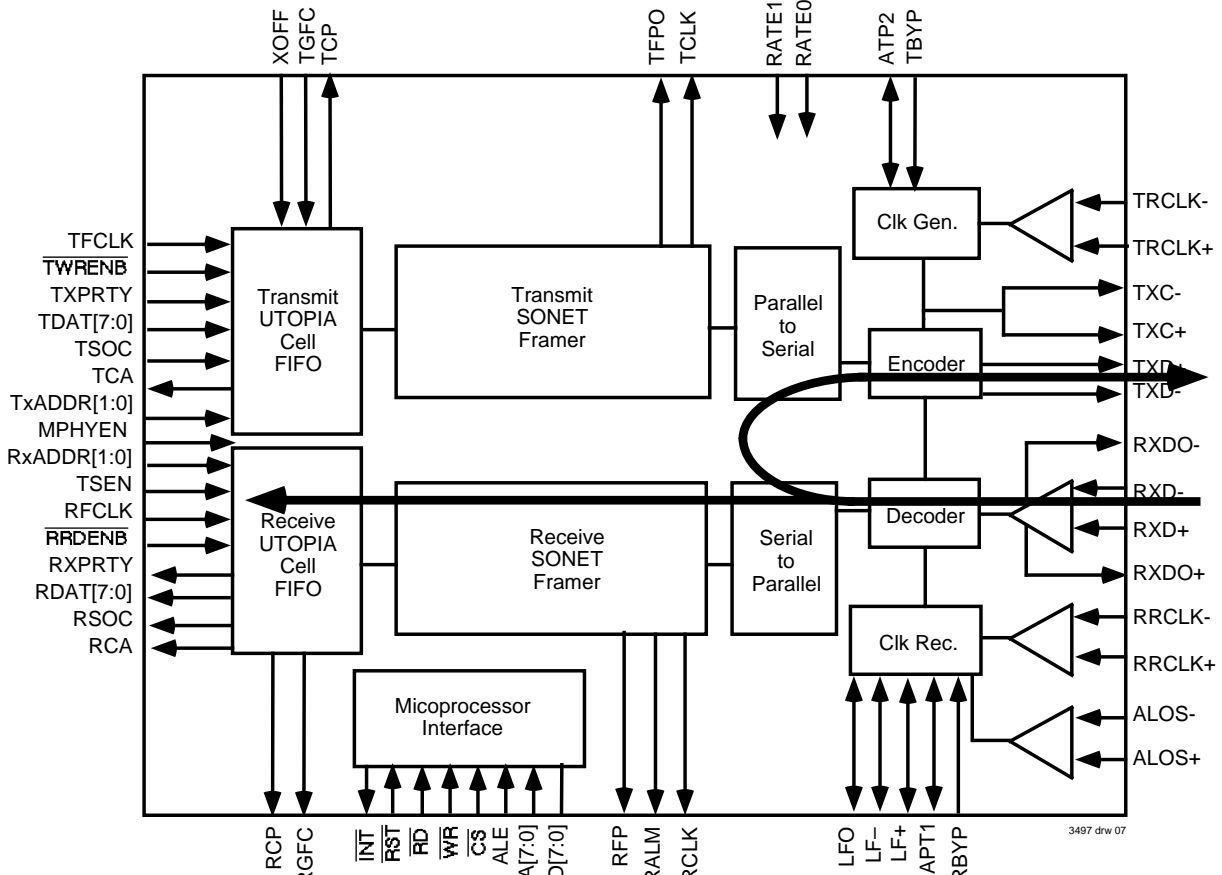 XOFF
TGFC
TCP
TFPO
TCLK
RATE1
RATE0
ATP2
TBYP
TFCLK
TWRENB
TXPRTY
TDAT[7:0]
TSOC
TCA
TxADDR[1:0]
MPHYEN
RxADDR[1:0]
TSEN
RFCLK
RRDENB
RXPRTY
RDAT[7:0]
RSOC
RCA
Transmit
UTOPIA
Cell
FIFO
Transmit
SONET
Framer
Parallel
to
Serial
Clk Gen.
Encoder
Receive
UTOPIA
Cell
FIFO
Receive
SONET
Framer
Serial
to
Parallel
Decoder
Clk Rec.
Micoprocessor
Interface
TRCLK-
TRCLK+
TXC-
TXC+
TXD+
TXD-
RXDO-
RXD-
RXD+
RXDO+
RRCLK-
RRCLK+
ALOS-
ALOS+
RCP
RGFC
INT
RST
RD
WR
CS
ALE
A[7:0]
D[7:0]
RFP
RALM
RCLK
LFO
LF–
LF+
APT1
RBYP
3497 drw 07